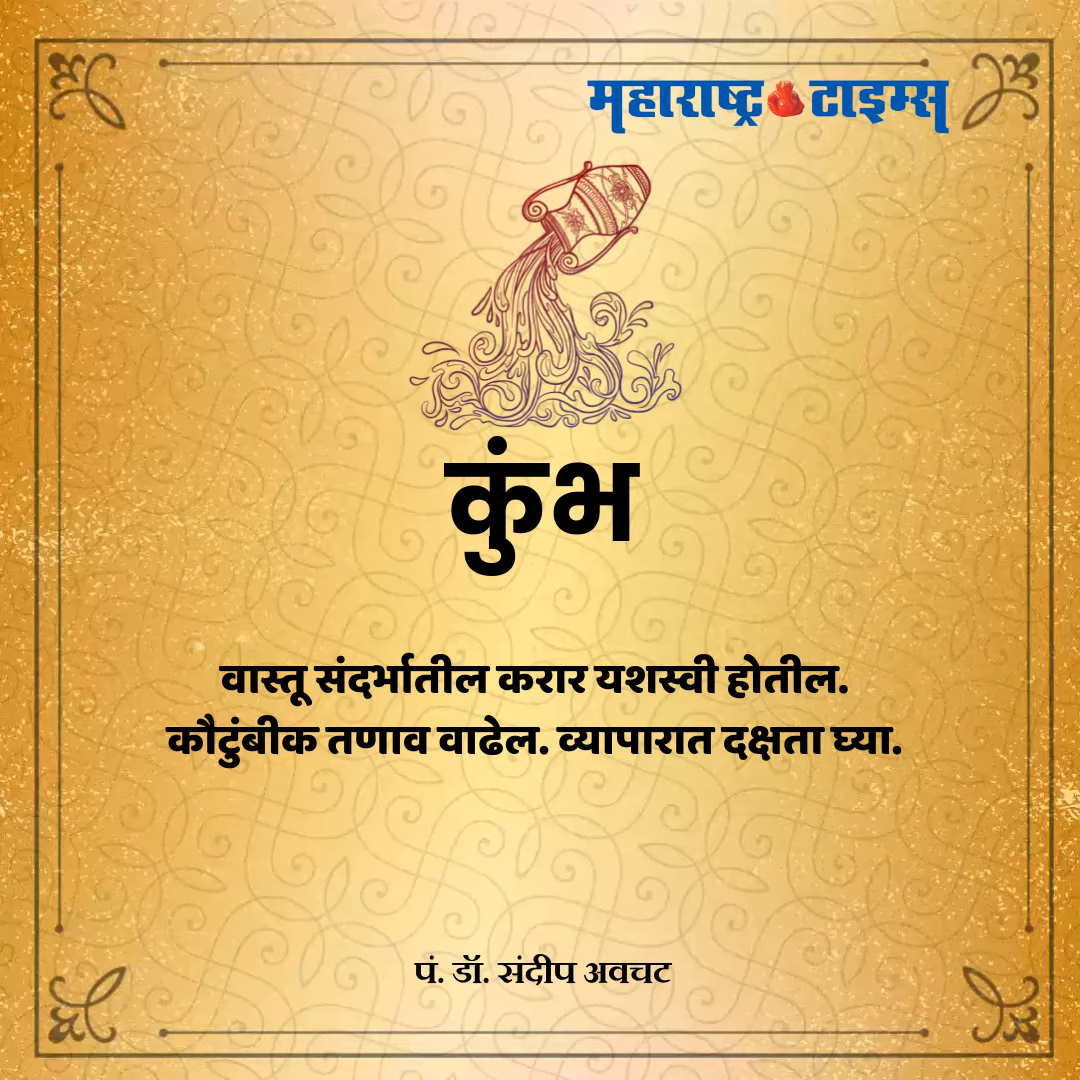 महाराष्ट्र टाइम्स
कुंभ
वास्तू संदर्भातील करार यशस्वी होतील.
कौटुंबीक तणाव वाढेल. व्यापारात दक्षता घ्या.
पं. डॉ. संदीप अवचट